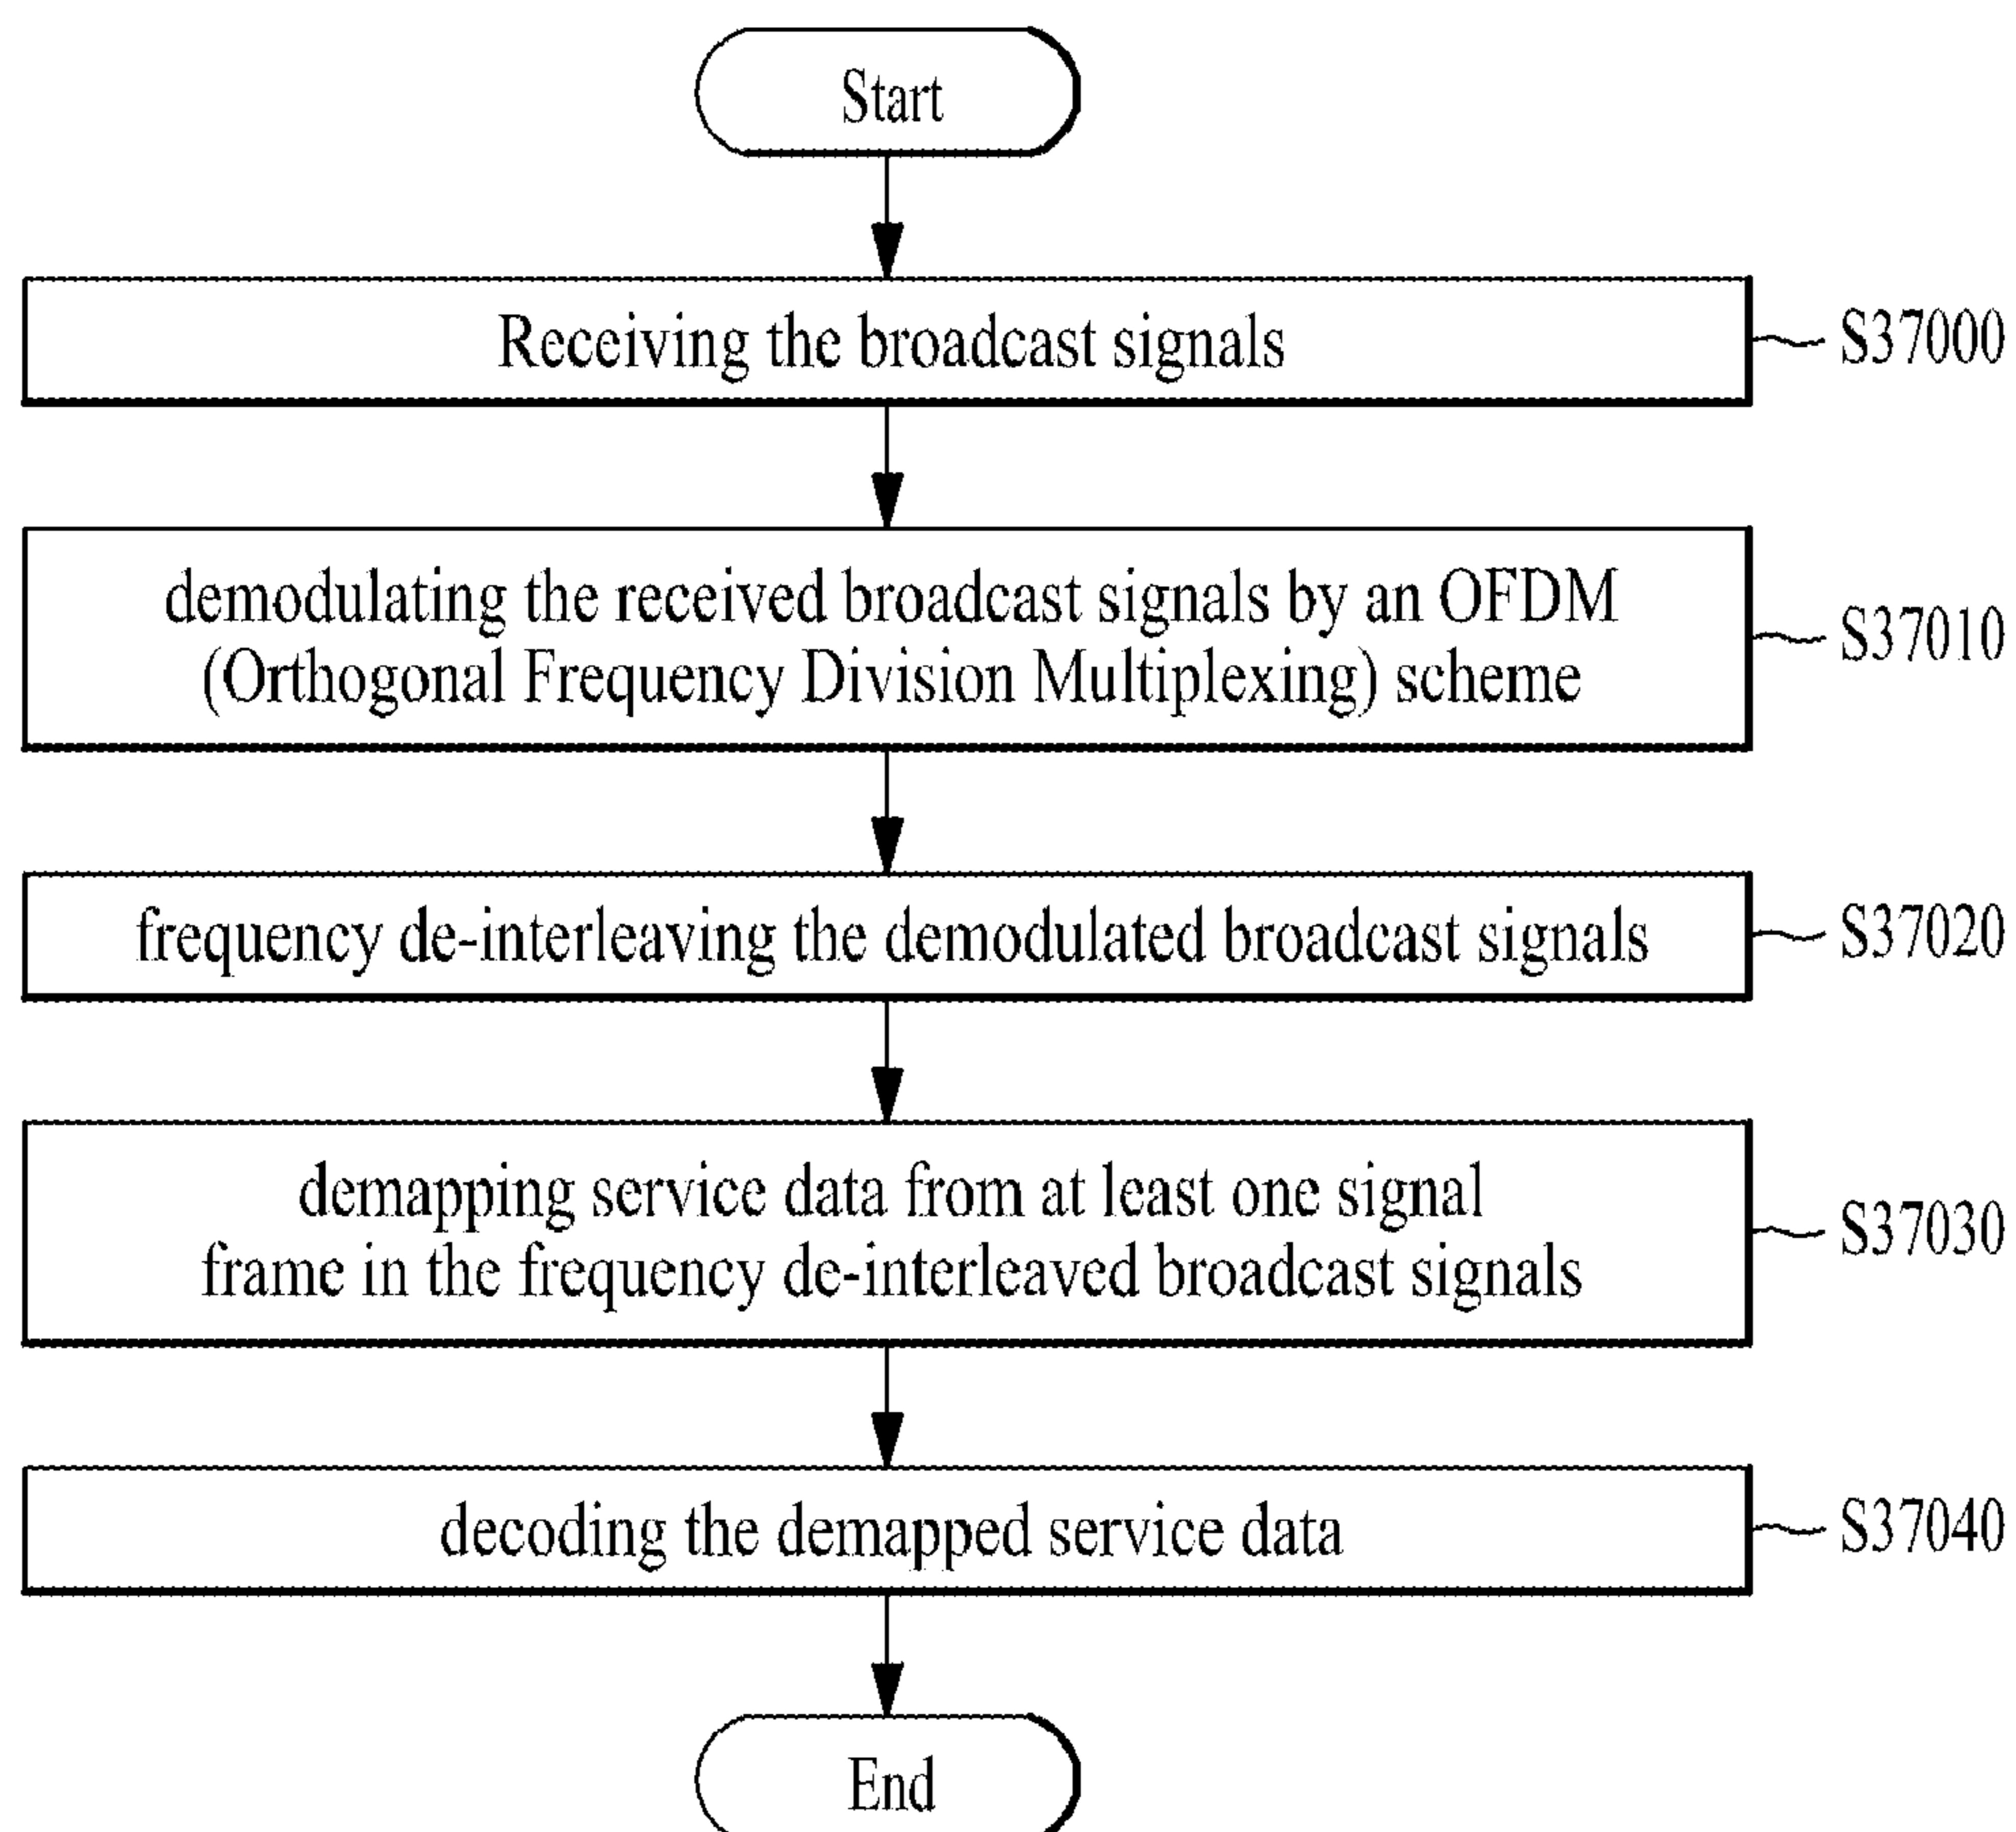 Start
Receiving the broadcast signals
S37000
demodulating the received broadcast signals by an OFDM
(Orthogonal Frequency Division Multiplexing) scheme
S37010
frequency de-interleaving the demodulated broadcast signals
S37020
demapping service data from at least one signal
frame in the frequency de-interleaved broadcast signals
S37030
decoding the demapped service data
S37040
End